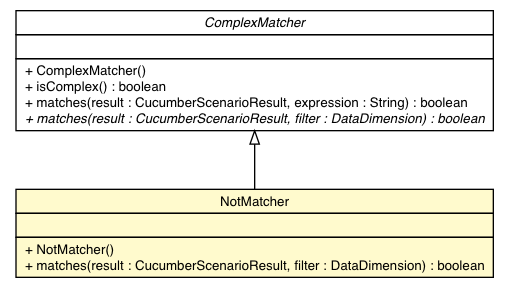 ComplexMatcher
+ ComplexMatcher()
+ isComplex() : boolean
+ matches(result : CucumberScenarioResult, expression : String) : boolean
+ matches(result : CucumberScenarioResult, filter : DataDimension) : boolean
NotMatcher
+ NotMatcher()
+ matches(result : CucumberScenarioResult, filter : DataDimension) : boolean